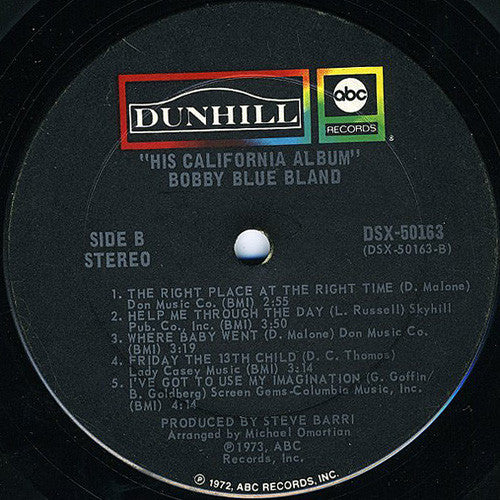 DUNHILL
abc
RECORDS
®
"HIS CALIFORNIA ALBUM"
BOBBY BLUE BLAND
SIDE B
STEREO
DSX-50163
(DSX-50163-B)
1. THE RIGHT PLACE AT THE RIGHT TIME (D. Malone)
Don Music Co. (BMI) 2:55
2. HELP ME THROUGH THE DAY (L. Russell) Skyhill
Pub. Co., Inc. (BMI) 3:50
3. WHERE BABY WENT (D. Malone) Don Music Co.
(BMI) 3:19
4. FRIDAY THE 13TH CHILD (D. C. Thomas)
Lady Casey Music (BMI) 4:14
5. I'VE GOT TO USE MY IMAGINATION (G. Goffin/
B. Goldberg) Screen Gems-Columbia Music, Inc.
(BMI) 4:14
PRODUCED BY STEVE BARRI
Arranged by Michael Omartian
℗1973, ABC
Records, Inc.
℗ 1972, ABC RECORDS, INC.